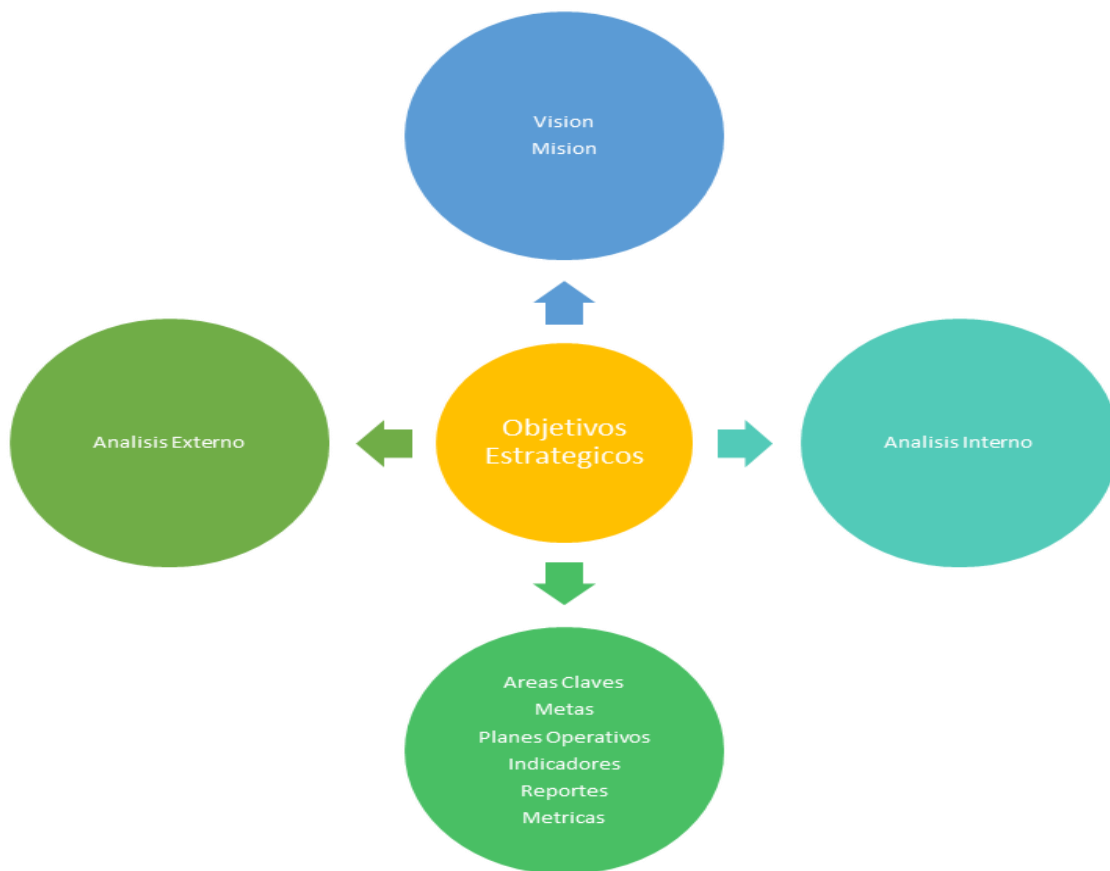 Vision
Mision
Analisis Externo
Objetivos
Estrategicos
Analisis Interno
Areas Claves
Metas
Planes Operativos
Indicadores
Reportes
Metricas